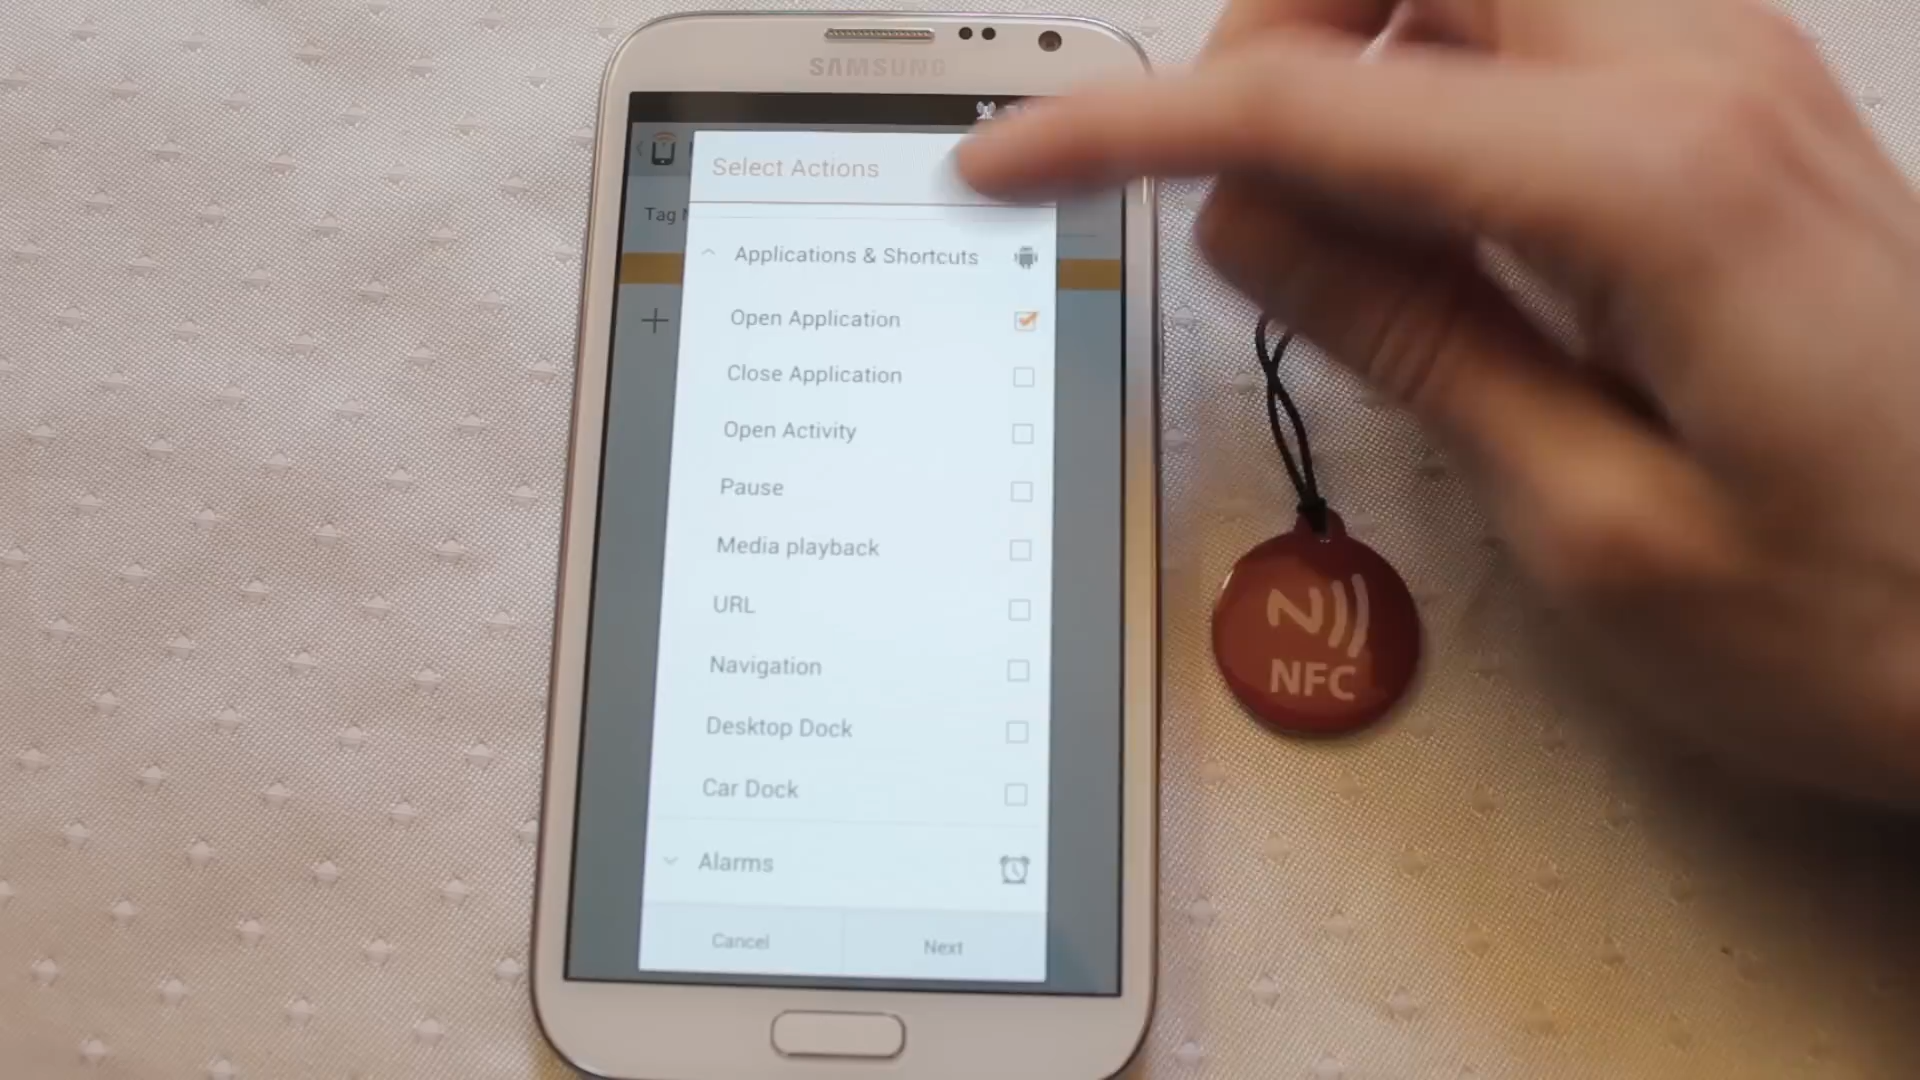 SAMSUNG
Select Actions
Tag
Applications & Shortcuts
Open Application
Close Application
Open Activity
Pause
Media playback
URL
Navigation
Desktop Dock
Car Dock
Alarms
Cancel
Next
N
NFC